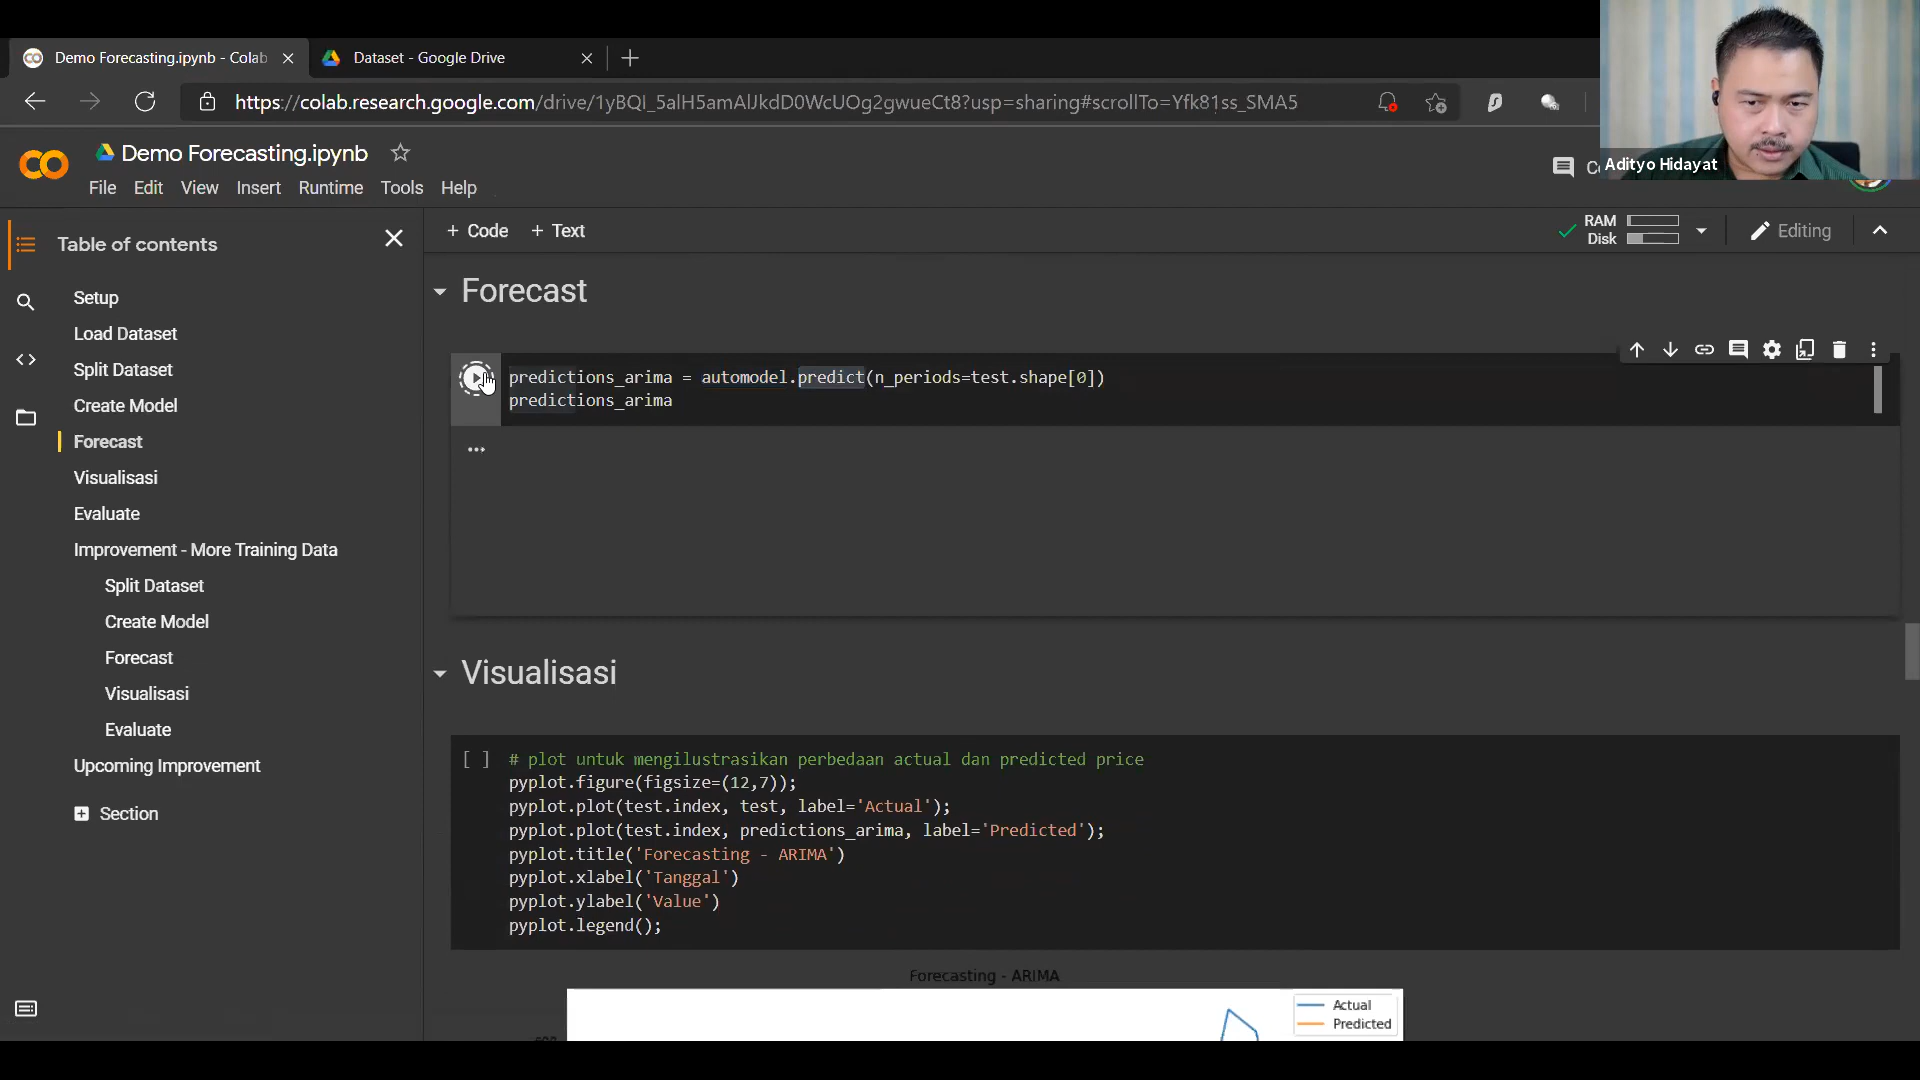 Demo Forecasting.ipynb - Colab
Dataset - Google Drive
https://colab.research.google.com/drive/1yBQI_5alH5amAlJkdD0WcUOg2gwueCt8?usp=sharing#scrollTo=Yfk81ss_SMA5
Adityo Hidayat
Demo Forecasting.ipynb
File Edit View Insert Runtime Tools Help
Table of contents
+ Code + Text
RAM
Disk
Editing
Setup
Load Dataset
Split Dataset
Create Model
Forecast
Visualisasi
Evaluate
Improvement - More Training Data
Split Dataset
Create Model
Forecast
Visualisasi
Evaluate
Upcoming Improvement
Section
Forecast
predictions_arima = automodel.predict(n_periods=test.shape[0])
predictions_arima
Visualisasi
[ ] # plot untuk mengilustrasikan perbedaan actual dan predicted price
pyplot.figure(figsize=(12,7));
pyplot.plot(test.index, test, label='Actual');
pyplot.plot(test.index, predictions_arima, label='Predicted');
pyplot.title('Forecasting - ARIMA')
pyplot.xlabel('Tanggal')
pyplot.ylabel('Value')
pyplot.legend();
Forecasting - ARIMA
Actual
Predicted